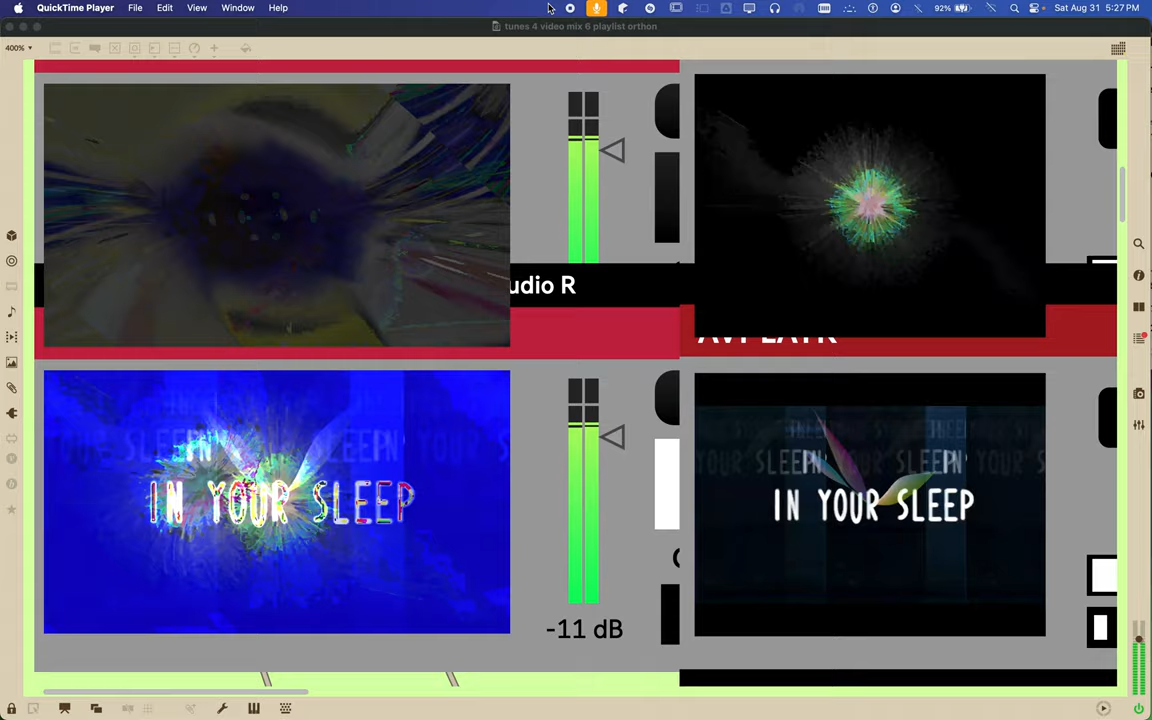 QuickTime Player File Edit View Window Help 92% Sat Aug 31 5:27 PM
tunes 4 video mix 6 playlist orthon
400%
udio R
IN YOUR SLEEP
SLEEP
IN YOUR SLEEP
-11 dB